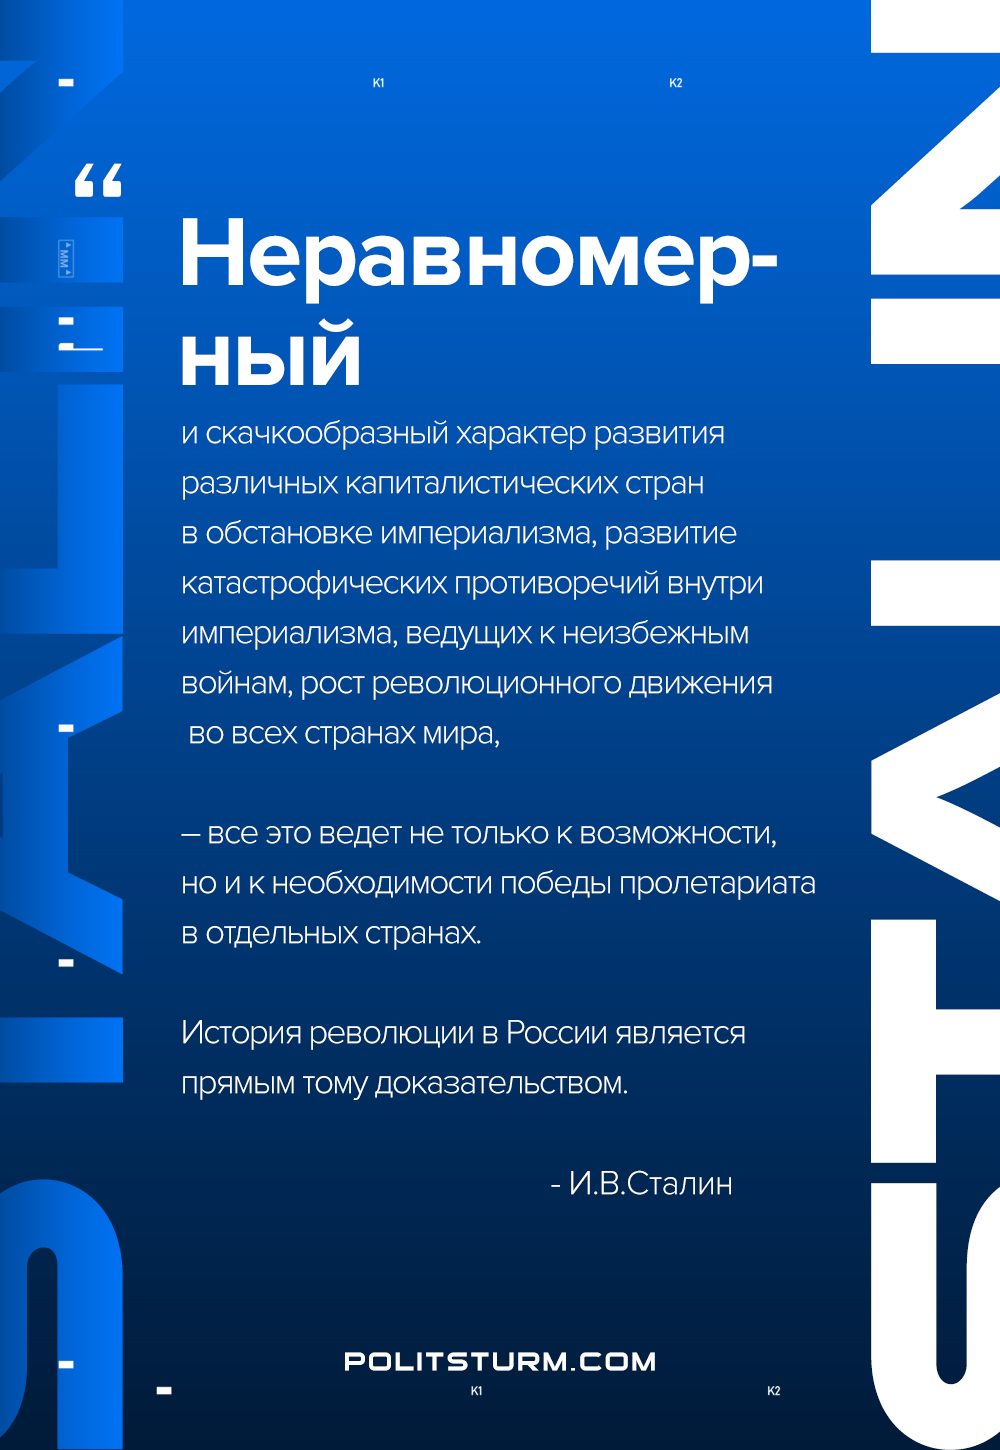 K1 K2
“
Неравномер-
ный
и скачкообразный характер развития
различных капиталистических стран
в обстановке империализма, развитие
катастрофических противоречий внутри
империализма, ведущих к неизбежным
войнам, рост революционного движения
во всех странах мира,
– все это ведет не только к возможности,
но и к необходимости победы пролетариата
в отдельных странах.
История революции в России является
прямым тому доказательством.
- И.В.Сталин
POLITSTURM.COM
K1 K2
STALIN
STALIN
MM